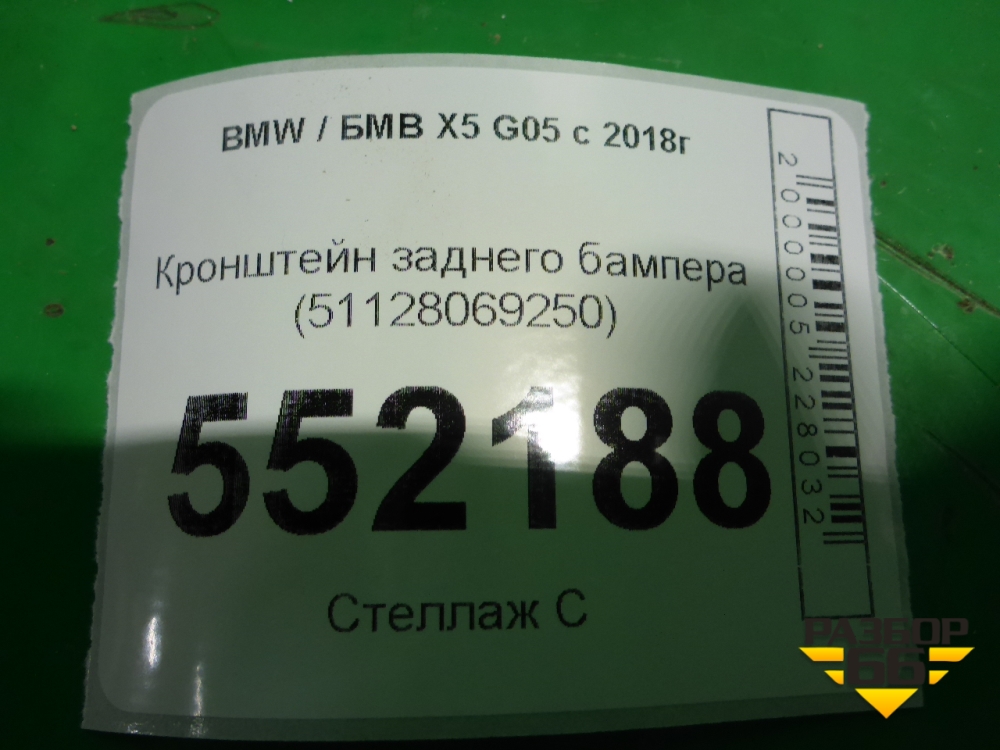 BMW / БМВ X5 G05 с 2018г
Кронштейн заднего бампера
(51128069250)
552188
Стеллаж С
2000005228032
РАЗБОР
66